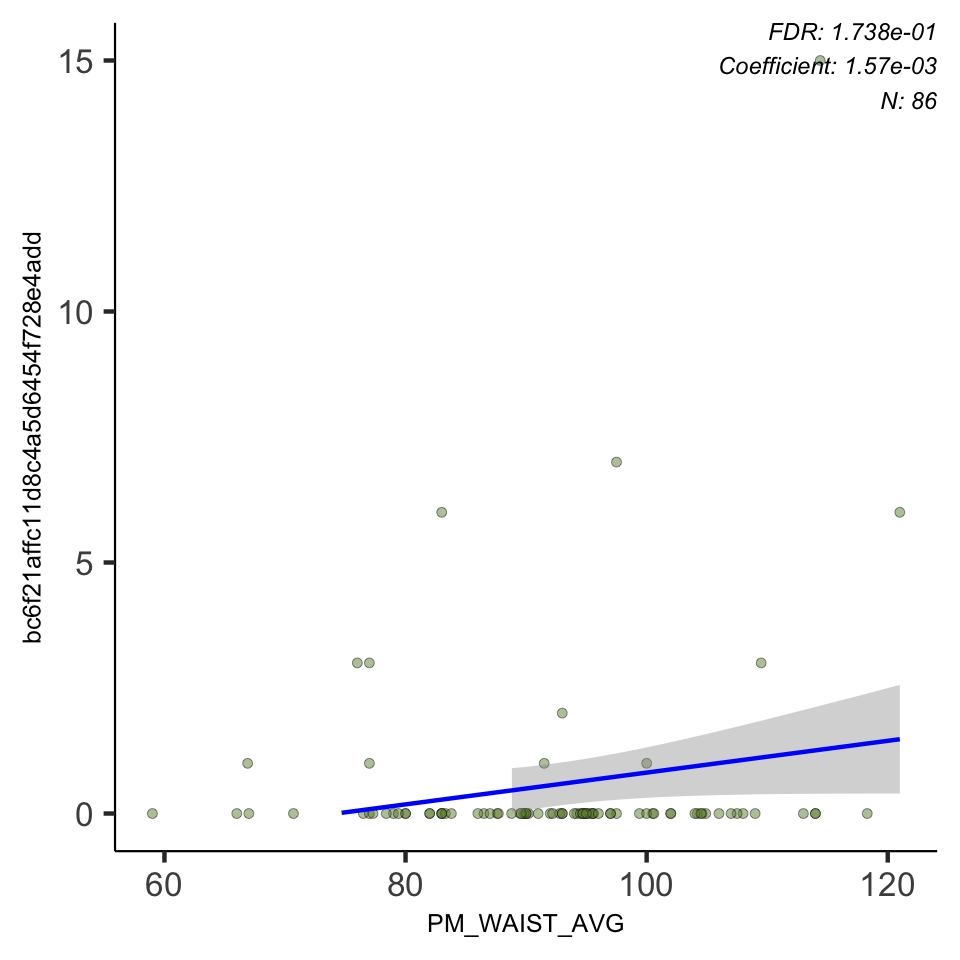 FDR: 1.738e-01
Coefficient: 1.57e-03
N: 86
bc6f21affc11d8c4a5d6454f728e4add
15
10
5
0
60 80 100 120
PM_WAIST_AVG